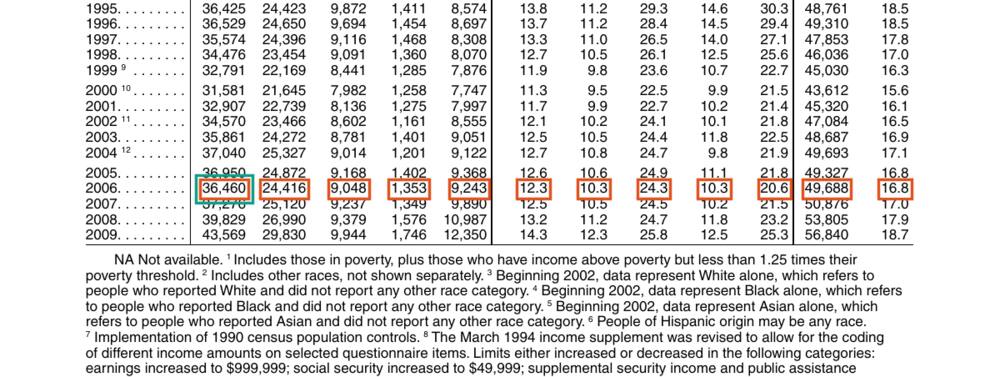 1995. . . . . . . . . 36,425 24,423 9,872 1,411 8,574 13.8 11.2 29.3 14.6 30.3 48,761 18.5
1996. . . . . . . . . 36,529 24,650 9,694 1,454 8,697 13.7 11.2 28.4 14.5 29.4 49,310 18.5
1997. . . . . . . . . 35,574 24,396 9,116 1,468 8,308 13.3 11.0 26.5 14.0 27.1 47,853 17.8
1998. . . . . . . . . 34,476 23,454 9,091 1,360 8,070 12.7 10.5 26.1 12.5 25.6 46,036 17.0
1999 ⁹ . . . . . . . 32,791 22,169 8,441 1,285 7,876 11.9 9.8 23.6 10.7 22.7 45,030 16.3
2000 ¹⁰ . . . . . . . 31,581 21,645 7,982 1,258 7,747 11.3 9.5 22.5 9.9 21.5 43,612 15.6
2001. . . . . . . . . 32,907 22,739 8,136 1,275 7,997 11.7 9.9 22.7 10.2 21.4 45,320 16.1
2002 ¹¹ . . . . . . . 34,570 23,466 8,602 1,161 8,555 12.1 10.2 24.1 10.1 21.8 47,084 16.5
2003. . . . . . . . . 35,861 24,272 8,781 1,401 9,051 12.5 10.5 24.4 11.8 22.5 48,687 16.9
2004 ¹² . . . . . . . 37,040 25,327 9,014 1,201 9,122 12.7 10.8 24.7 9.8 21.9 49,693 17.1
2005. . . . . . . . . 36,950 24,872 9,168 1,402 9,368 12.6 10.6 24.9 11.1 21.8 49,327 16.8
2006. . . . . . . . . 36,460 24,416 9,048 1,353 9,243 12.3 10.3 24.3 10.3 20.6 49,688 16.8
2007. . . . . . . . . 37,276 25,120 9,237 1,349 9,890 12.5 10.5 24.5 10.2 21.5 50,876 17.0
2008. . . . . . . . . 39,829 26,990 9,379 1,576 10,987 13.2 11.2 24.7 11.8 23.2 53,805 17.9
2009. . . . . . . . . 43,569 29,830 9,944 1,746 12,350 14.3 12.3 25.8 12.5 25.3 56,840 18.7
NA Not available. ¹ Includes those in poverty, plus those who have income above poverty but less than 1.25 times their
poverty threshold. ² Includes other races, not shown separately. ³ Beginning 2002, data represent White alone, which refers to
people who reported White and did not report any other race category. ⁴ Beginning 2002, data represent Black alone, which refers
to people who reported Black and did not report any other race category. ⁵ Beginning 2002, data represent Asian alone, which
refers to people who reported Asian and did not report any other race category. ⁶ People of Hispanic origin may be any race.
⁷ Implementation of 1990 census population controls. ⁸ The March 1994 income supplement was revised to allow for the coding
of different income amounts on selected questionnaire items. Limits either increased or decreased in the following categories:
earnings increased to $999,999; social security increased to $49,999; supplemental security income and public assistance